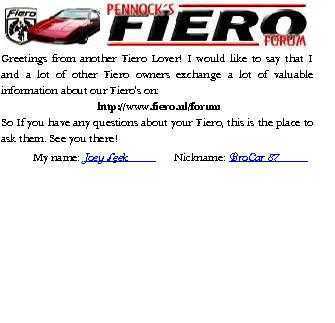 PENNOCK'S
Fiero FIERO
FORUM
Greetings from another Fiero Lover! I would like to say that I
and a lot of other Fiero owners exchange a lot of valuable
information about our Fiero's on:
http://www.fiero.nl/forum
So If you have any questions about your Fiero, this is the place to
ask them. See you there!
My name: Joey Leek Nickname: BroCar 87